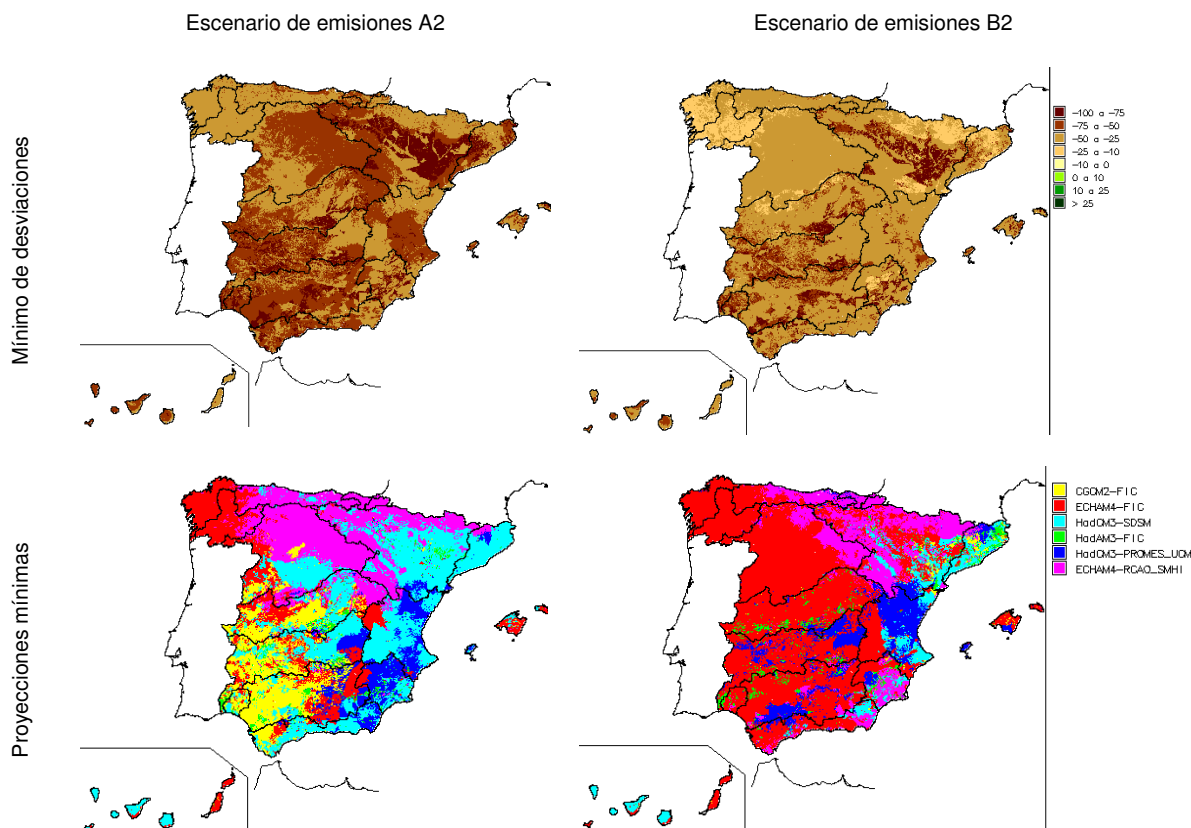 Escenario de emisiones A2
Escenario de emisiones B2
Mínimo de desviaciones
-100 a -75
-75 a -50
-50 a -25
-25 a -10
-10 a 0
0 a 10
10 a 25
> 25
Proyecciones mínimas
CGCM2-FIC
ECHAM4-FIC
HadCM3-SDSM
HadAM3-FIC
HadCM3-PROMES_UCM
ECHAM4-RCAO_SMHI